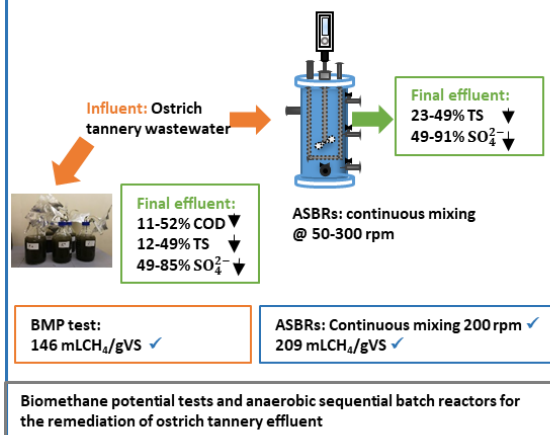 Influent: Ostrich
tannery wastewater
Final effluent:
23-49% TS
49-91% SO₄²⁻
ASBRs: continuous mixing
@ 50-300 rpm
Final effluent:
11-52% COD
12-49% TS
49-85% SO₄²⁻
BMP test:
146 mLCH₄/gVS ✓
ASBRs: Continuous mixing 200 rpm ✓
209 mLCH₄/gVS ✓
Biomethane potential tests and anaerobic sequential batch reactors for
the remediation of ostrich tannery effluent